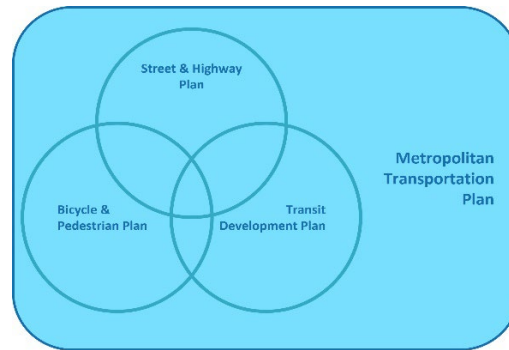 Street & Highway
Plan
Metropolitan
Transportation
Plan
Bicycle &
Pedestrian Plan
Transit
Development Plan